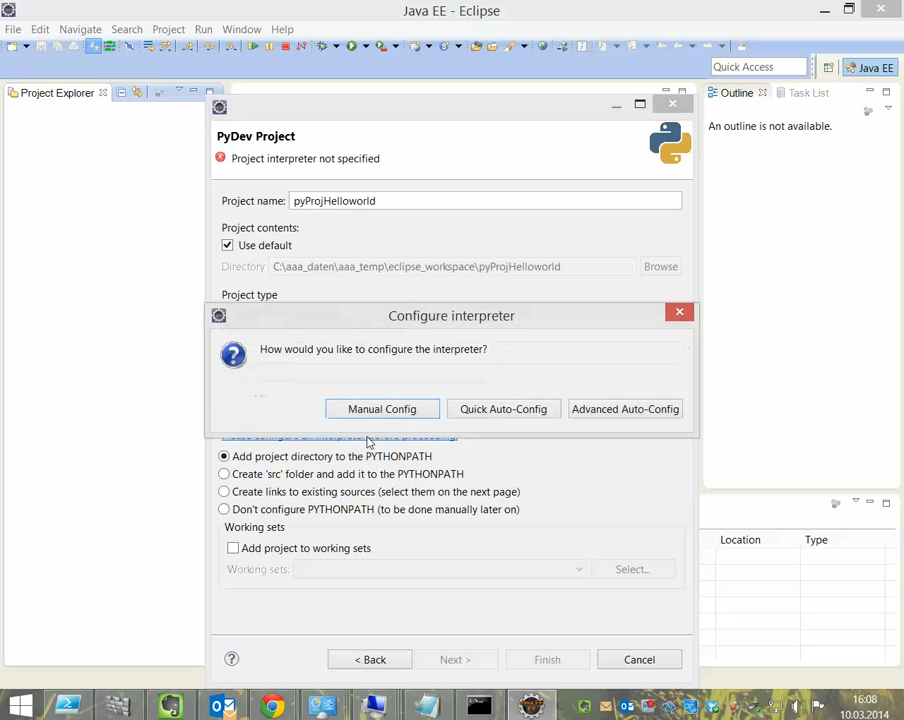 Java EE - Eclipse
File Edit Navigate Search Project Run Window Help
Quick Access
Java EE
Project Explorer
Outline
Task List
An outline is not available.
PyDev Project
Project interpreter not specified
Project name: pyProjHelloworld
Project contents:
Use default
Directory C:\aaa_daten\aaa_temp\eclipse_workspace\pyProjHelloworld Browse
Project type
Configure interpreter
How would you like to configure the interpreter?
Manual Config Quick Auto-Config Advanced Auto-Config
Please configure an interpreter before proceeding.
Add project directory to the PYTHONPATH
Create 'src' folder and add it to the PYTHONPATH
Create links to existing sources (select them on the next page)
Don't configure PYTHONPATH (to be done manually later on)
Working sets
Add project to working sets
Working sets: Select...
Location Type
< Back Next > Finish Cancel
16:08
10.03.2014